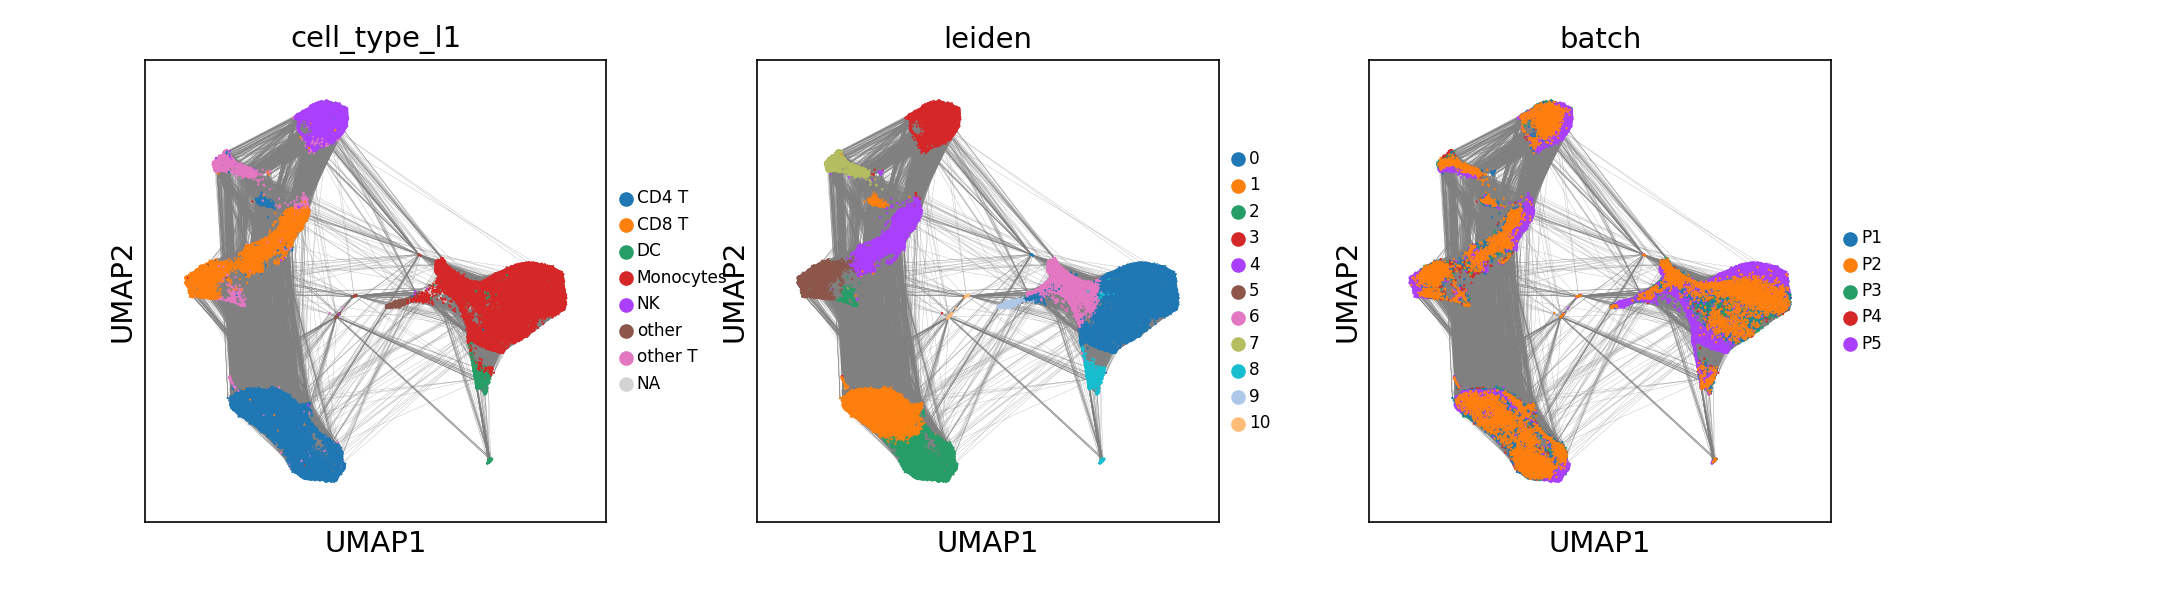 cell_type_l1
UMAP2
UMAP1
CD4 T
CD8 T
DC
Monocytes
NK
other
other T
NA
leiden
UMAP2
UMAP1
0
1
2
3
4
5
6
7
8
9
10
batch
UMAP2
UMAP1
P1
P2
P3
P4
P5